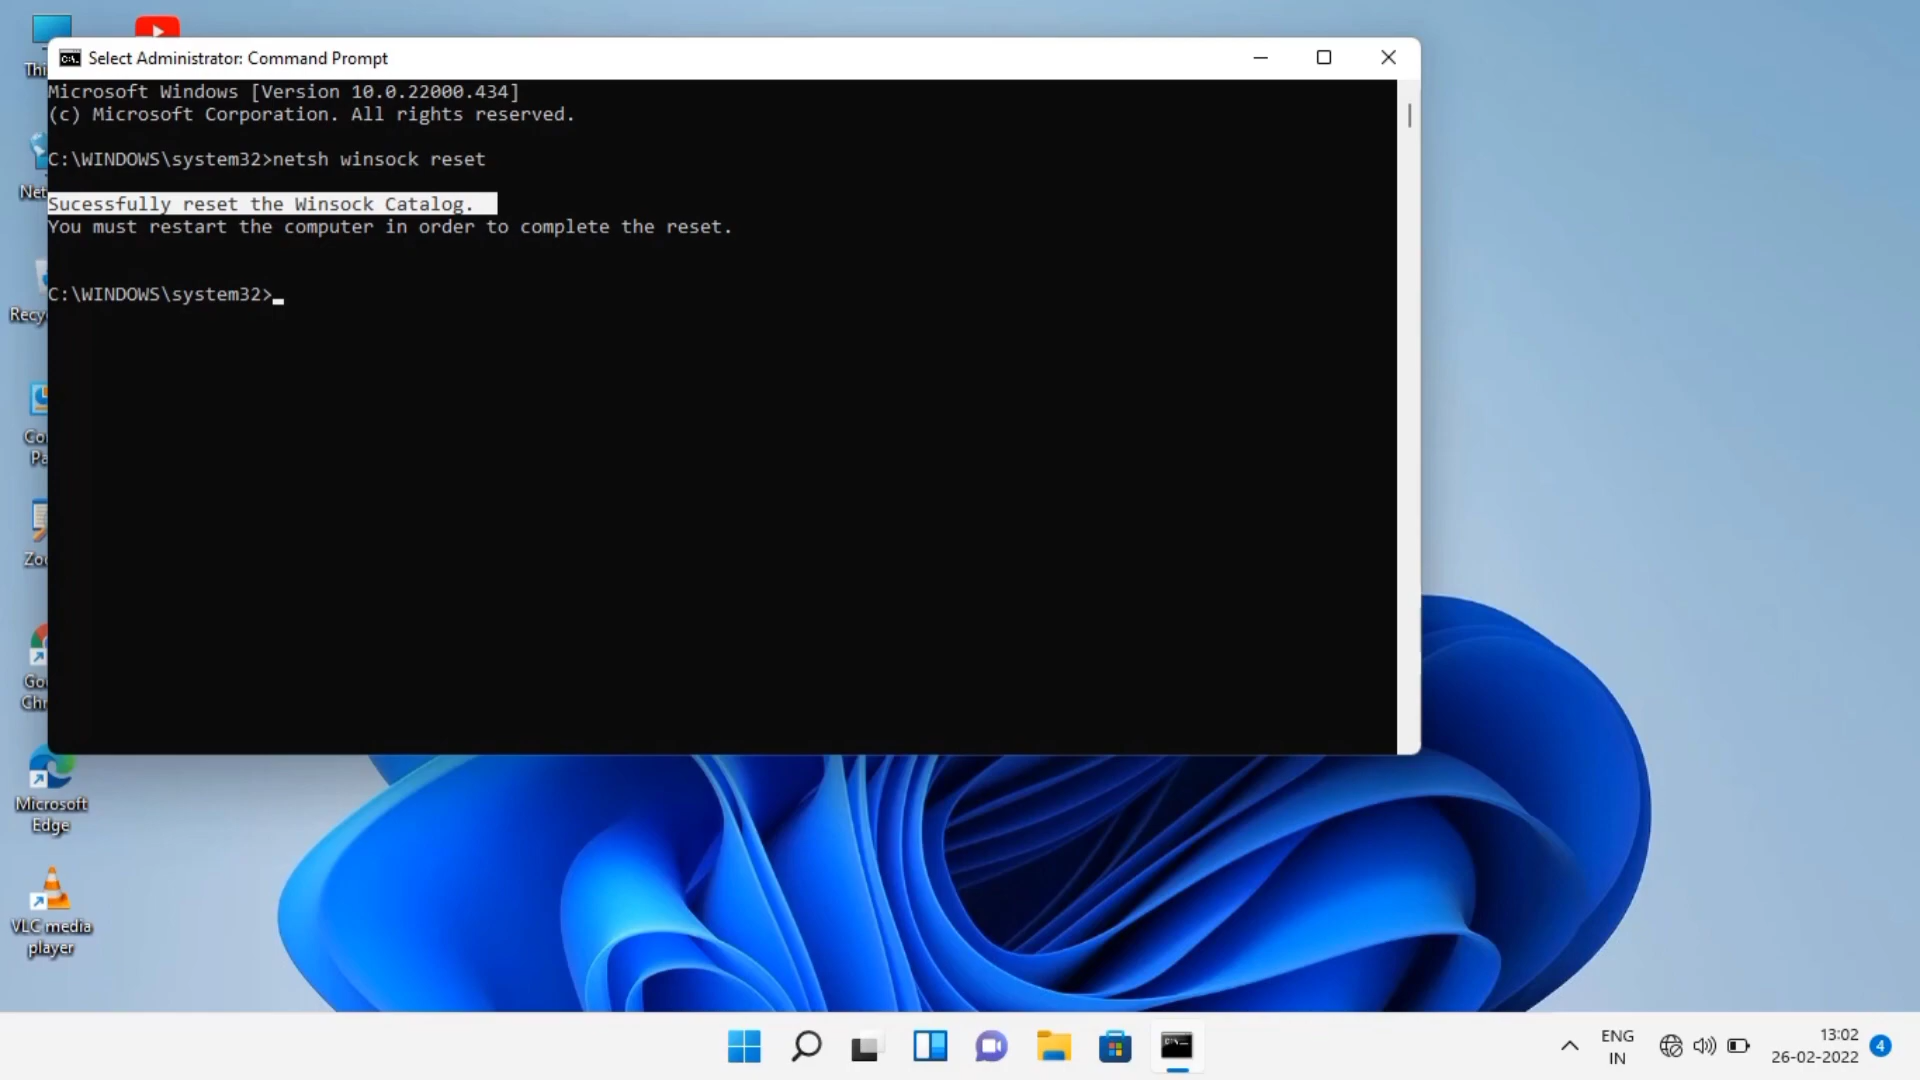 Select Administrator: Command Prompt
Microsoft Windows [Version 10.0.22000.434]
(c) Microsoft Corporation. All rights reserved.
C:\WINDOWS\system32>netsh winsock reset
Sucessfully reset the Winsock Catalog.
You must restart the computer in order to complete the reset.
C:\WINDOWS\system32>
Microsoft
Edge
VLC media
player
ENG
IN
13:02
26-02-2022
4